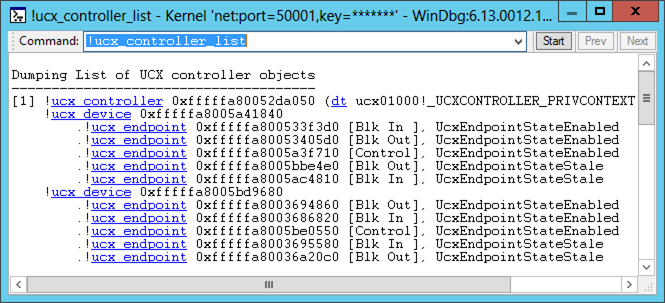 !ucx_controller_list - Kernel 'net:port=50001,key=*******' - WinDbg:6.13.0012.1...
Command: !ucx_controller_list Start Prev Next
Dumping List of UCX controller objects
--------------------------------------
[1] !ucx_controller 0xfffffa80052da050 (dt ucx01000!_UCXCONTROLLER_PRIVCONTEXT
!ucx_device 0xfffffa8005a41840
.!ucx_endpoint 0xfffffa800533f3d0 [Blk In ], UcxEndpointStateEnabled
.!ucx_endpoint 0xfffffa80053405d0 [Blk Out], UcxEndpointStateEnabled
.!ucx_endpoint 0xfffffa8005a3f710 [Control], UcxEndpointStateEnabled
.!ucx_endpoint 0xfffffa8005bbe4e0 [Blk Out], UcxEndpointStateStale
.!ucx_endpoint 0xfffffa8005ac4810 [Blk In ], UcxEndpointStateStale
!ucx_device 0xfffffa8005bd9680
.!ucx_endpoint 0xfffffa8003694860 [Blk Out], UcxEndpointStateEnabled
.!ucx_endpoint 0xfffffa8003686820 [Blk In ], UcxEndpointStateEnabled
.!ucx_endpoint 0xfffffa8005be0550 [Control], UcxEndpointStateEnabled
.!ucx_endpoint 0xfffffa8003695580 [Blk In ], UcxEndpointStateStale
.!ucx_endpoint 0xfffffa80036a20c0 [Blk Out], UcxEndpointStateStale